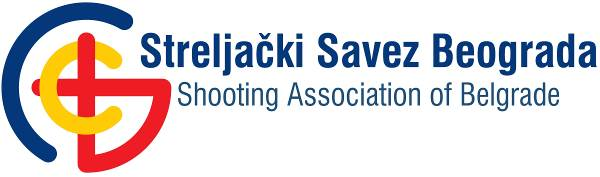 Streljački Savez Beograda
Shooting Association of Belgrade